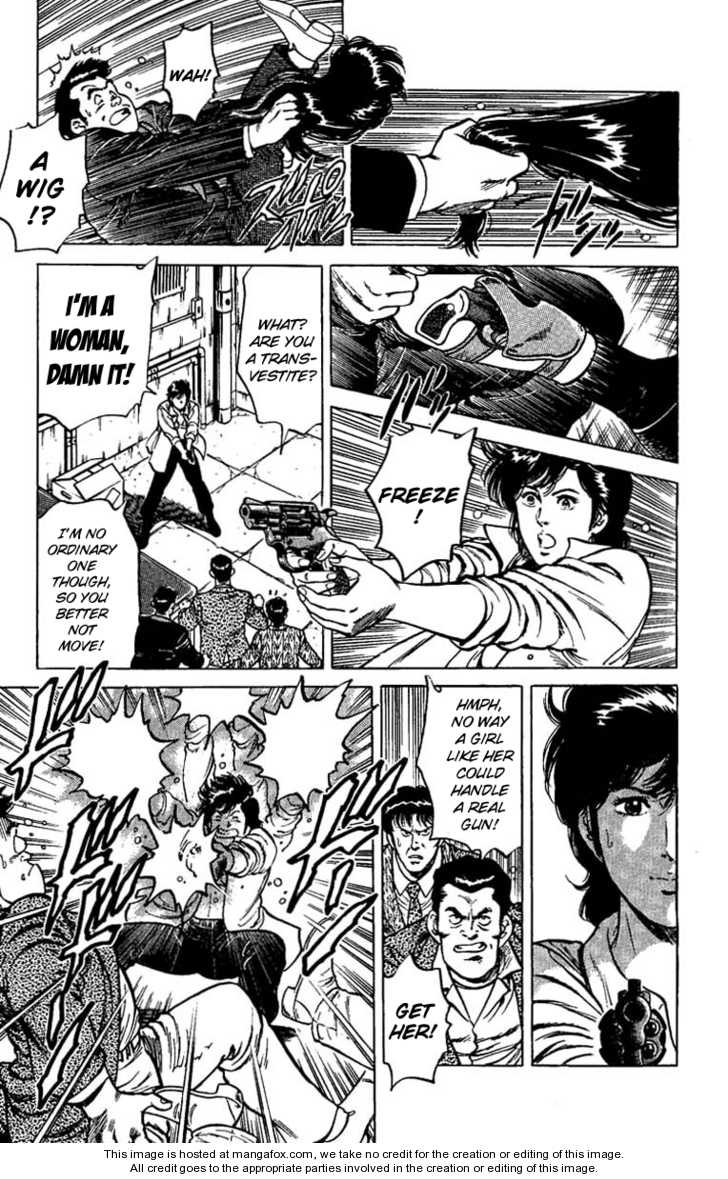 WAH!
A
WIG
!?
ガシッ
WHAT?
ARE YOU
A TRANS-
VESTITE?
I'M A
WOMAN,
DAMN IT!
I'M NO
ORDINARY
ONE
THOUGH,
SO YOU
BETTER
NOT
MOVE!
FREEZE
!
HMPH,
NO WAY
A GIRL
LIKE HER
COULD
HANDLE
A REAL
GUN!
GET
HER!
This image is hosted at mangafox.com, we take no credit for the creation or editing of this image.
All credit goes to the appropriate parties involved in the creation or editing of this image.